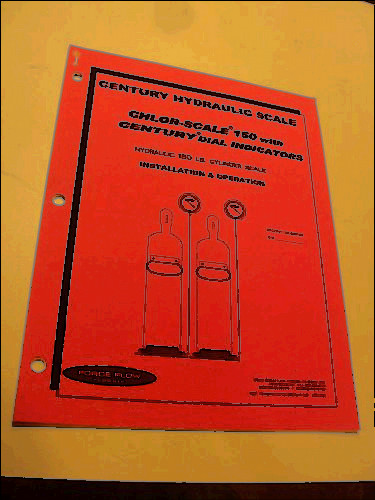 CENTURY HYDRAULIC SCALE
CHLOR-SCALE® 150 with
CENTURY® DIAL INDICATORS
HYDRAULIC 150 LB. CYLINDER SCALE
INSTALLATION & OPERATION
FORCE FLOW